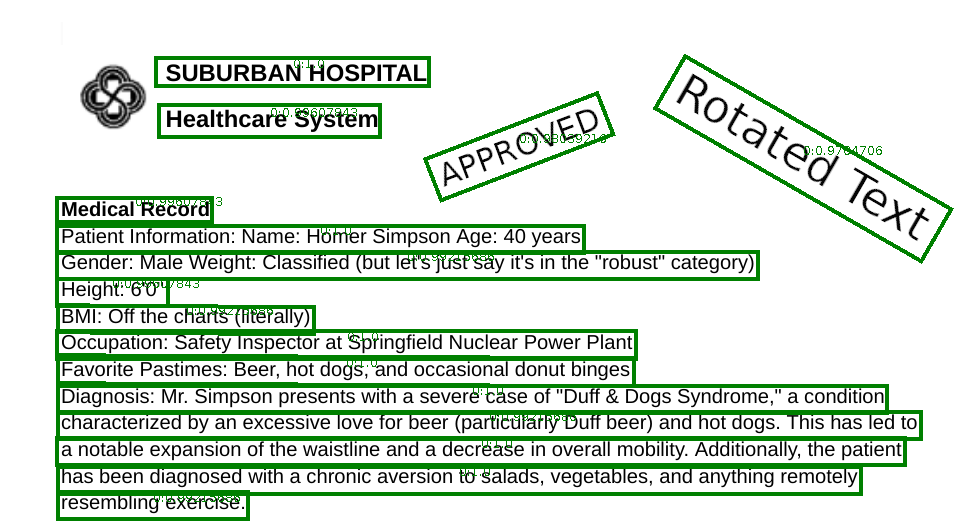 SUBURBAN HOSPITAL
Healthcare System
APPROVED
Rotated Text
Medical Record
Patient Information: Name: Homer Simpson Age: 40 years
Gender: Male Weight: Classified (but let's just say it's in the "robust" category)
Height: 6'0"
BMI: Off the charts (literally)
Occupation: Safety Inspector at Springfield Nuclear Power Plant
Favorite Pastimes: Beer, hot dogs, and occasional donut binges
Diagnosis: Mr. Simpson presents with a severe case of "Duff & Dogs Syndrome," a condition
characterized by an excessive love for beer (particularly Duff beer) and hot dogs. This has led to
a notable expansion of the waistline and a decrease in overall mobility. Additionally, the patient
has been diagnosed with a chronic aversion to salads, vegetables, and anything remotely
resembling exercise.